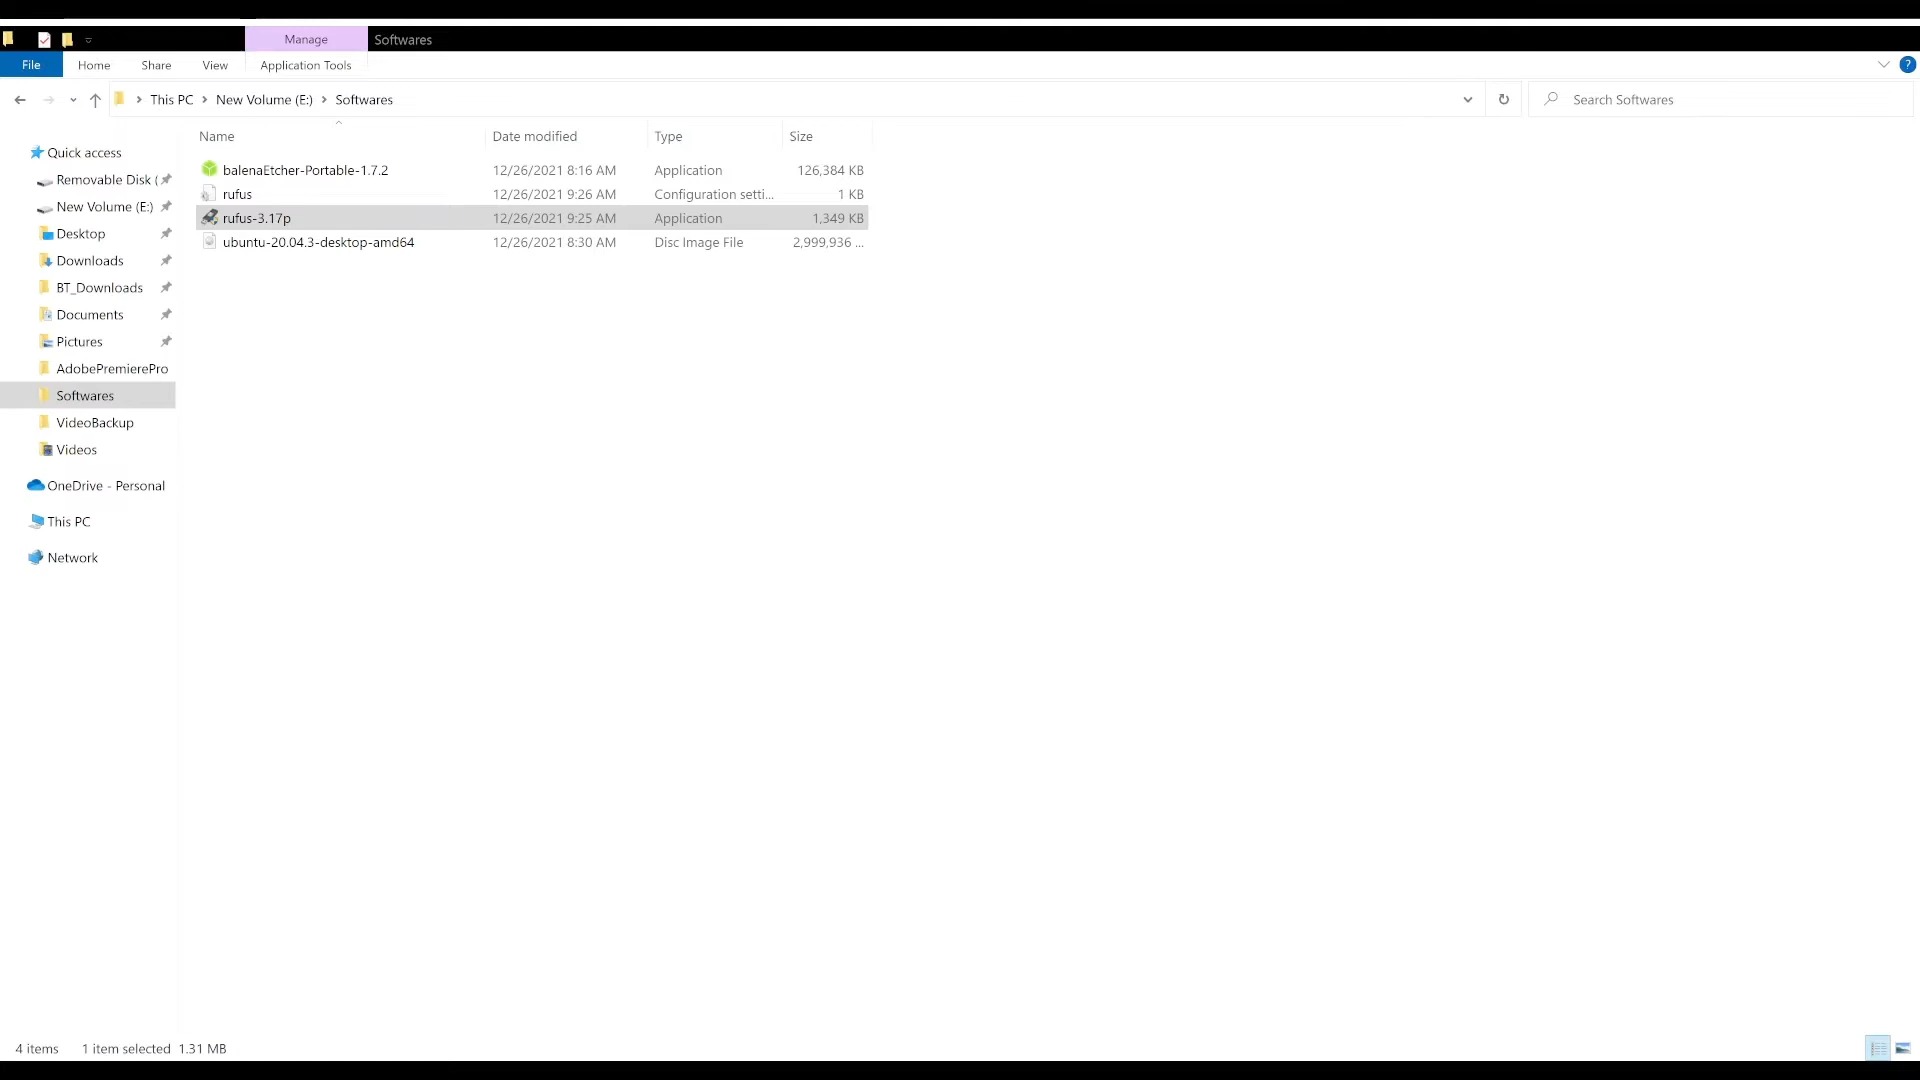 Manage Softwares
File Home Share View Application Tools
This PC New Volume (E:) Softwares Search Softwares
Name Date modified Type Size
balenaEtcher-Portable-1.7.2 12/26/2021 8:16 AM Application 126,384 KB
rufus 12/26/2021 9:26 AM Configuration setti... 1 KB
rufus-3.17p 12/26/2021 9:25 AM Application 1,349 KB
ubuntu-20.04.3-desktop-amd64 12/26/2021 8:30 AM Disc Image File 2,999,936 ...
Quick access
Removable Disk (
New Volume (E:)
Desktop
Downloads
BT_Downloads
Documents
Pictures
AdobePremierePro
Softwares
VideoBackup
Videos
OneDrive - Personal
This PC
Network
4 items 1 item selected 1.31 MB